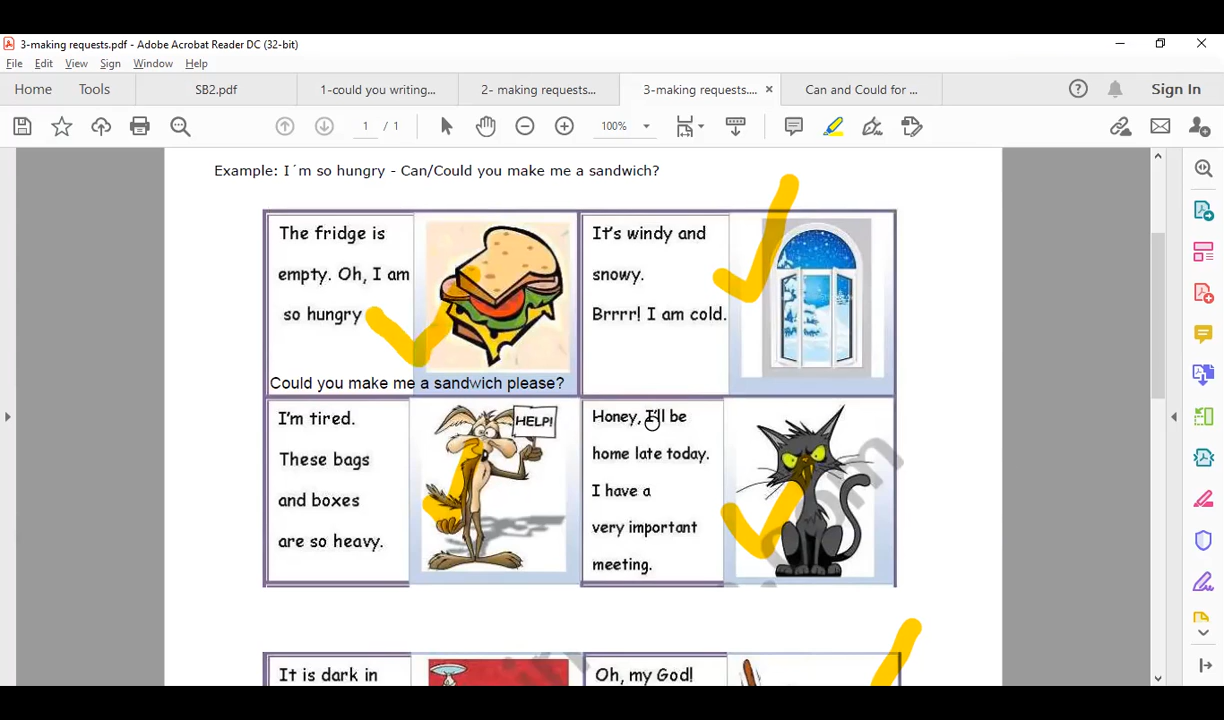 3-making requests.pdf - Adobe Acrobat Reader DC (32-bit)
File Edit View Sign Window Help
Home Tools SB2.pdf 1-could you writing... 2- making requests... 3-making requests.... × Can and Could for ... Sign In
1 / 1 100%
Example: I´m so hungry - Can/Could you make me a sandwich?
The fridge is
empty. Oh, I am
so hungry
Could you make me a sandwich please?
It's windy and
snowy.
Brrrr! I am cold.
I'm tired.
These bags
and boxes
are so heavy.
HELP!
Honey, I'll be
home late today.
I have a
very important
meeting.
It is dark in
Oh, my God!